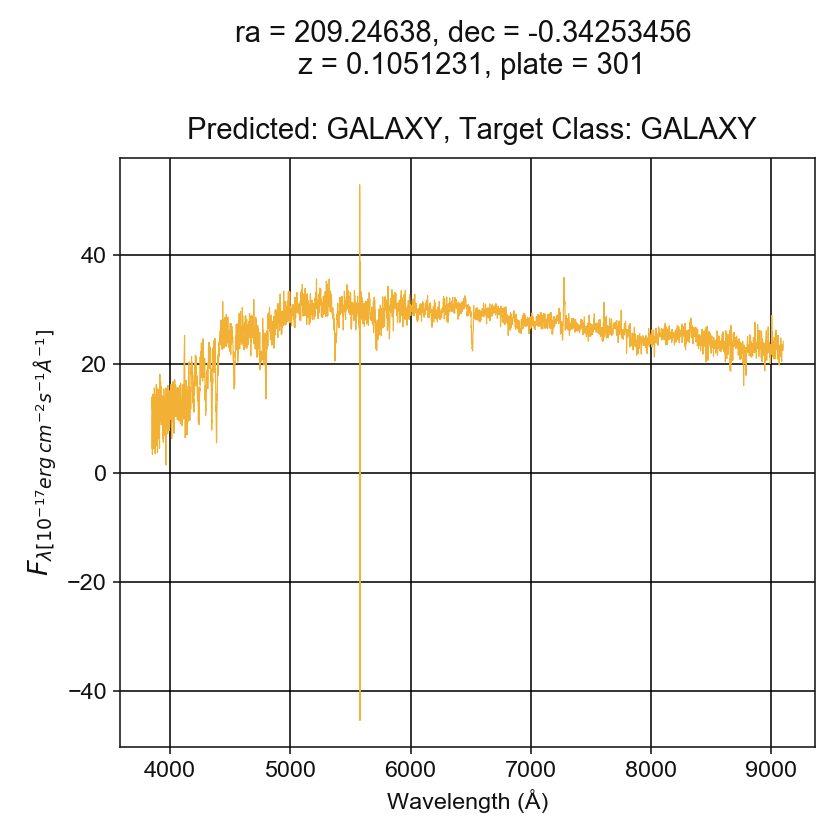 ra = 209.24638, dec = -0.34253456
z = 0.1051231, plate = 301
Predicted: GALAXY, Target Class: GALAXY
F_{λ[10^{−17}erg cm^{−2}s^{−1}Å^{−1}]}
40
20
0
−20
−40
4000 5000 6000 7000 8000 9000
Wavelength (Å)